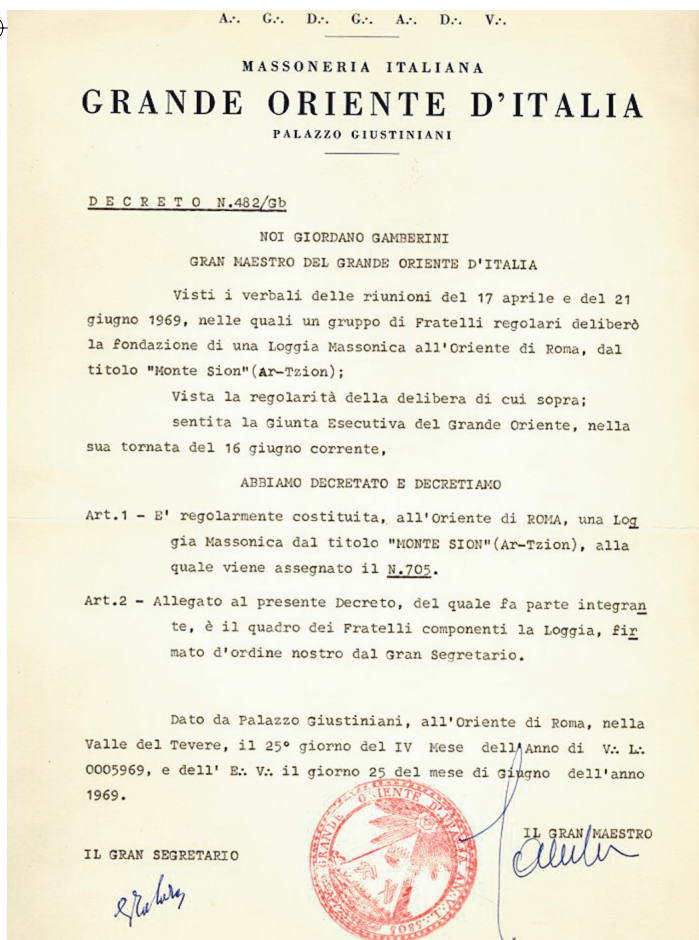 A∴ G∴ D∴ G∴ A∴ D∴ V∴
MASSONERIA ITALIANA
GRANDE ORIENTE D'ITALIA
PALAZZO GIUSTINIANI
DECRETO N.482/Gb
NOI GIORDANO GAMBERINI
GRAN MAESTRO DEL GRANDE ORIENTE D'ITALIA
Visti i verbali delle riunioni del 17 aprile e del 21
giugno 1969, nelle quali un gruppo di Fratelli regolari deliberò
la fondazione di una Loggia Massonica all'Oriente di Roma, dal
titolo "Monte Sion"(Ar-Tzion);
Vista la regolarità della delibera di cui sopra;
sentita la Giunta Esecutiva del Grande Oriente, nella
sua tornata del 16 giugno corrente,
ABBIAMO DECRETATO E DECRETIAMO
Art.1 - E' regolarmente costituita, all'Oriente di ROMA, una Log
gia Massonica dal titolo "MONTE SION"(Ar-Tzion), alla
quale viene assegnato il N.705.
Art.2 - Allegato al presente Decreto, del quale fa parte integran
te, è il quadro dei Fratelli componenti la Loggia, fir
mato d'ordine nostro dal Gran Segretario.
Dato da Palazzo Giustiniani, all'Oriente di Roma, nella
Valle del Tevere, il 25° giorno del IV Mese dell'Anno di V∴ L∴
0005969, e dell' E∴ V∴ il giorno 25 del mese di Giugno dell'anno
1969.
IL GRAN MAESTRO
IL GRAN SEGRETARIO
GRANDE ORIENTE D'ITALIA AN. V. L. 5805